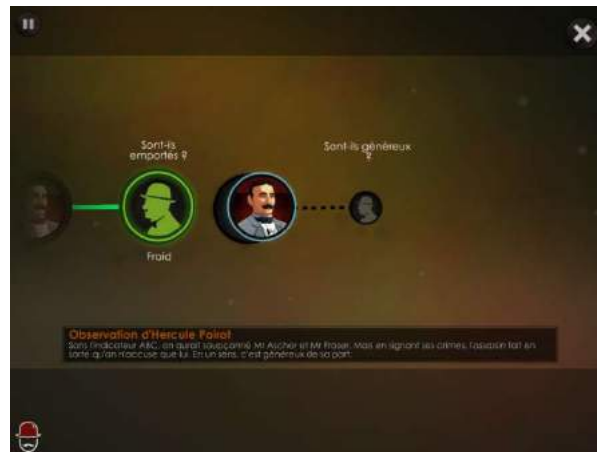 Sont-ils
emportés ?
Sont-ils généreux
?
Froid
Observation d'Hercule Poirot
Sans l'indicateur ABC, on aurait soupçonné Mr Ascher et Mr Fraser. Mais en signant ses crimes, l'assassin fait en
sorte qu'on n'accuse que lui. En un sens, c'est généreux de sa part.